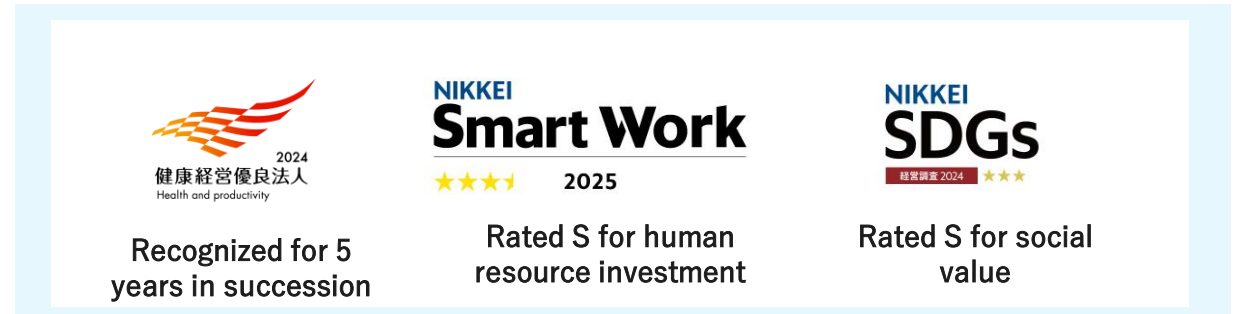 2024
健康経営優良法人
Health and productivity
Recognized for 5
years in succession
NIKKEI
Smart Work
2025
Rated S for human
resource investment
NIKKEI
SDGs
経営調査 2024
Rated S for social
value